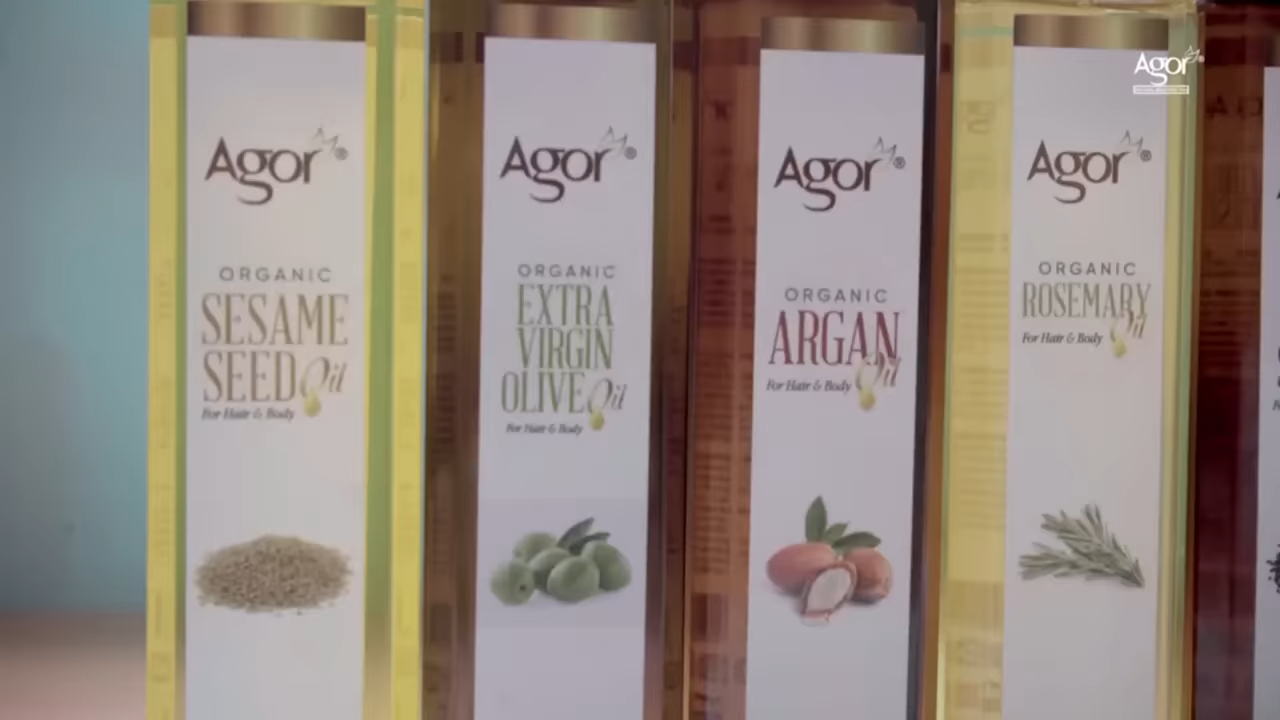 Agor®
ORGANIC
SESAME
SEED Oil
For Hair & Body
Agor®
ORGANIC
EXTRA
VIRGIN
OLIVE Oil
For Hair & Body
Agor®
ORGANIC
ARGAN
Oil
For Hair & Body
Agor®
ORGANIC
ROSEMARY
Oil
For Hair & Body
Agor®